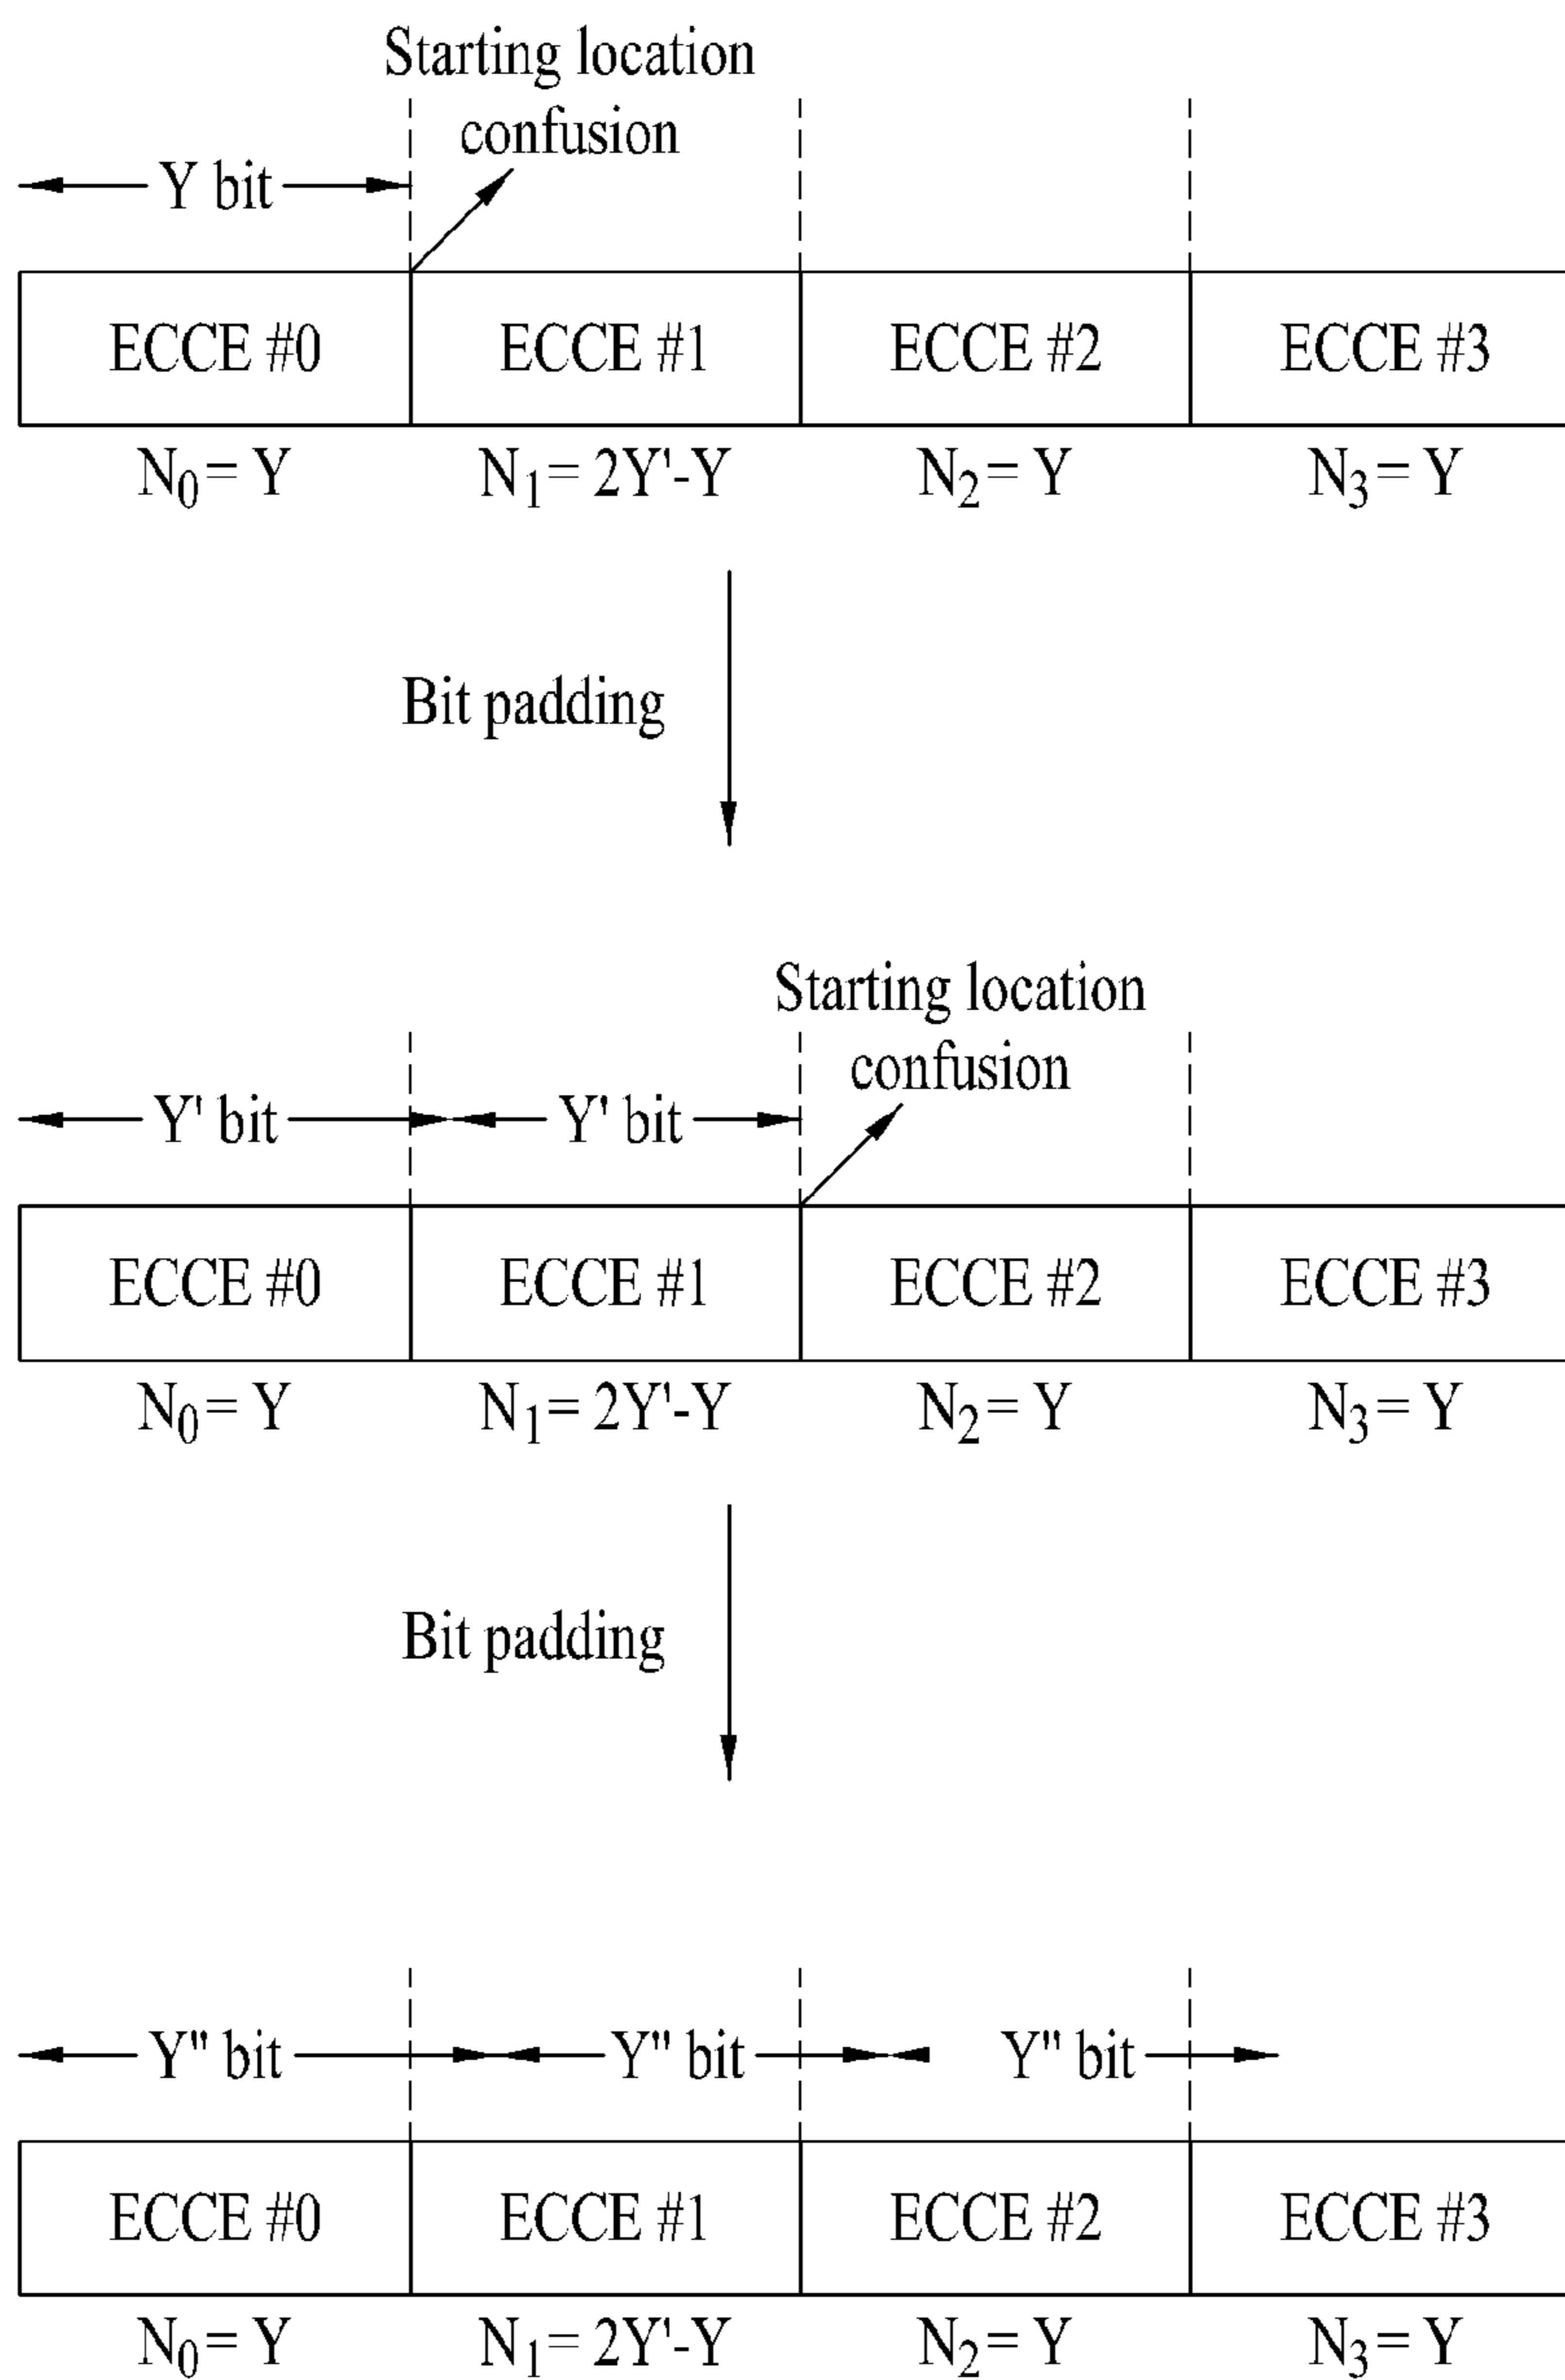 Starting location
confusion
Y bit
ECCE #0 ECCE #1 ECCE #2 ECCE #3
N0 = Y N1 = 2Y'-Y N2 = Y N3 = Y
Bit padding
Starting location
confusion
Y' bit Y' bit
ECCE #0 ECCE #1 ECCE #2 ECCE #3
N0 = Y N1 = 2Y'-Y N2 = Y N3 = Y
Bit padding
Y" bit Y" bit Y" bit
ECCE #0 ECCE #1 ECCE #2 ECCE #3
N0 = Y N1 = 2Y'-Y N2 = Y N3 = Y